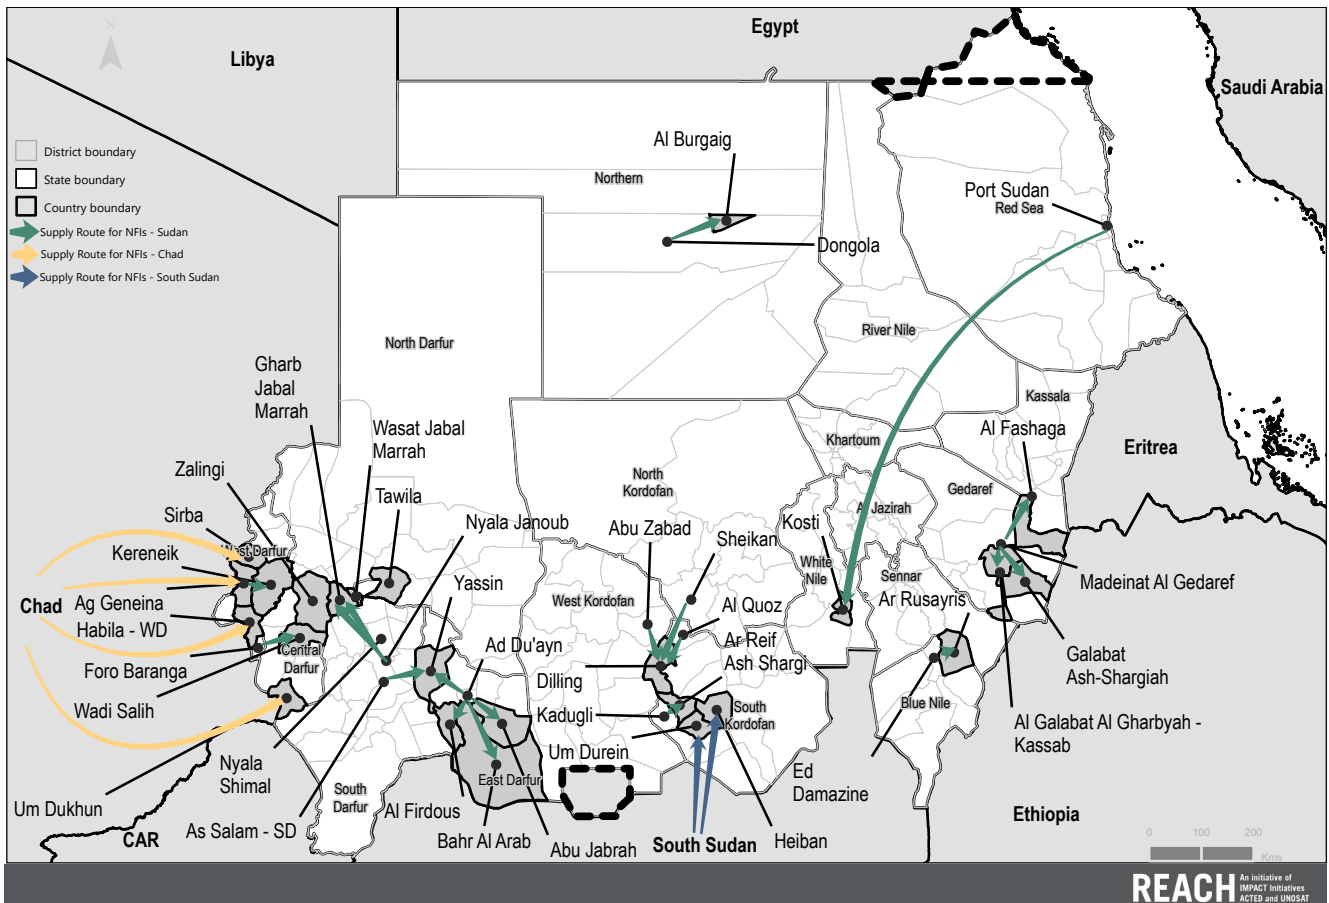 Egypt
Libya
N
Saudi Arabia
District boundary
State boundary
Country boundary
Supply Route for NFIs - Sudan
Supply Route for NFIs - Chad
Supply Route for NFIs - South Sudan
Al Burgaig
Northern
Port Sudan
Red Sea
Dongola
River Nile
North Darfur
Gharb
Jabal
Marrah
Kassala
Wasat Jabal
Marrah
Al Fashaga
Khartoum
Eritrea
Zalingi
North
Kordofan
Gedaref
Tawila
Al Jazirah
Sirba
Nyala Janoub
Abu Zabad
Kosti
Sheikan
West Darfur
Kereneik
White
Nile
Sennar
Madeinat Al Gedaref
Yassin
Chad
Ag Geneina
West Kordofan
Al Quoz
Ar Rusayris
Habila - WD
Ad Du'ayn
Ar Reif
Ash Shargi
Galabat
Ash-Shargiah
Central
Darfur
Foro Baranga
Dilling
Wadi Salih
Kadugli
South
Kordofan
Blue Nile
Al Galabat Al Gharbyah -
Kassab
Um Durein
Nyala
Shimal
East Darfur
Ed
Damazine
South
Darfur
Um Dukhun
Al Firdous
Ethiopia
As Salam - SD
CAR
Bahr Al Arab
Abu Jabrah
South Sudan
Heiban
0 100 200
Kms
REACH
An initiative of
IMPACT Initiatives
ACTED and UNOSAT